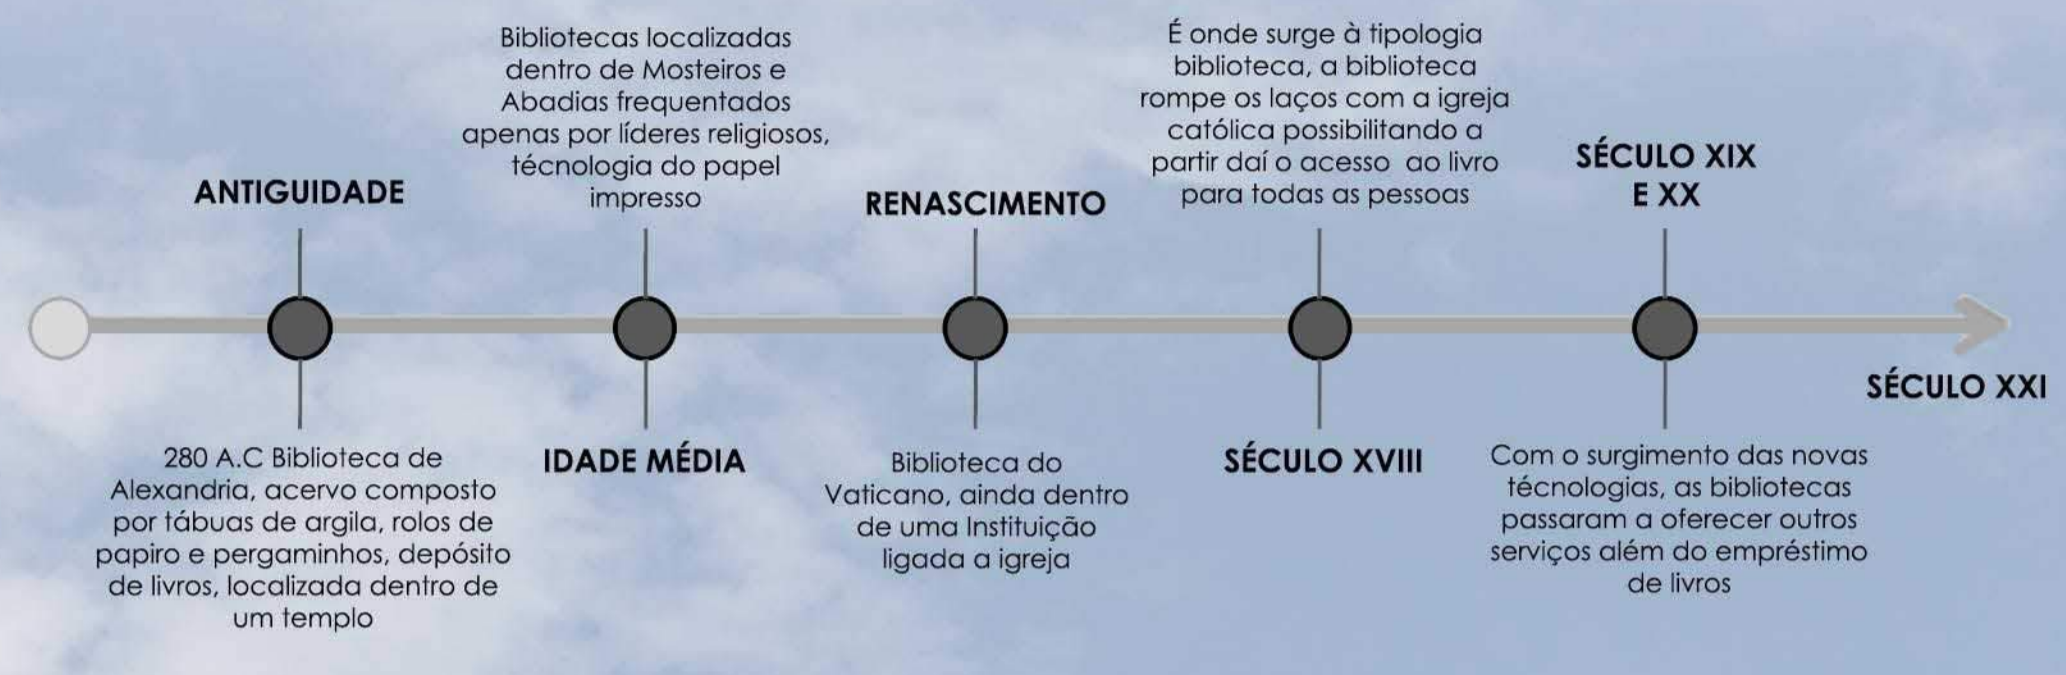 ANTIGUIDADE
280 A.C Biblioteca de
Alexandria, acervo composto
por tábuas de argila, rolos de
papiro e pergaminhos, depósito
de livros, localizada dentro de
um templo
Bibliotecas localizadas
dentro de Mosteiros e
Abadias frequentados
apenas por líderes religiosos,
técnologia do papel
impresso
IDADE MÉDIA
RENASCIMENTO
Biblioteca do
Vaticano, ainda dentro
de uma Instituição
ligada a igreja
É onde surge à tipologia
biblioteca, a biblioteca
rompe os laços com a igreja
católica possibilitando a
partir daí o acesso ao livro
para todas as pessoas
SÉCULO XVIII
SÉCULO XIX
E XX
Com o surgimento das novas
técnologias, as bibliotecas
passaram a oferecer outros
serviços além do empréstimo
de livros
SÉCULO XXI